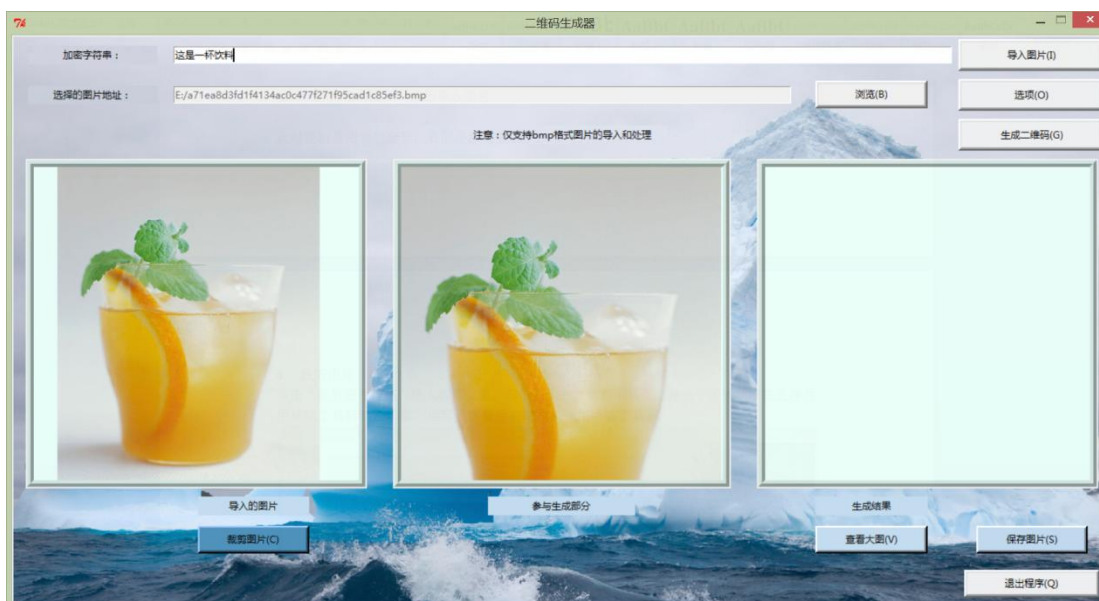 二维码生成器
加密字符串：
这是一杯饮料
导入图片(I)
选择的图片地址：
E:/a71ea8d3fd1f4134ac0c477f271f95cad1c85ef3.bmp
浏览(B)
选项(O)
注意：仅支持bmp格式图片的导入和处理
生成二维码(G)
导入的图片
参与生成部分
生成结果
裁剪图片(C)
查看大图(V)
保存图片(S)
退出程序(Q)